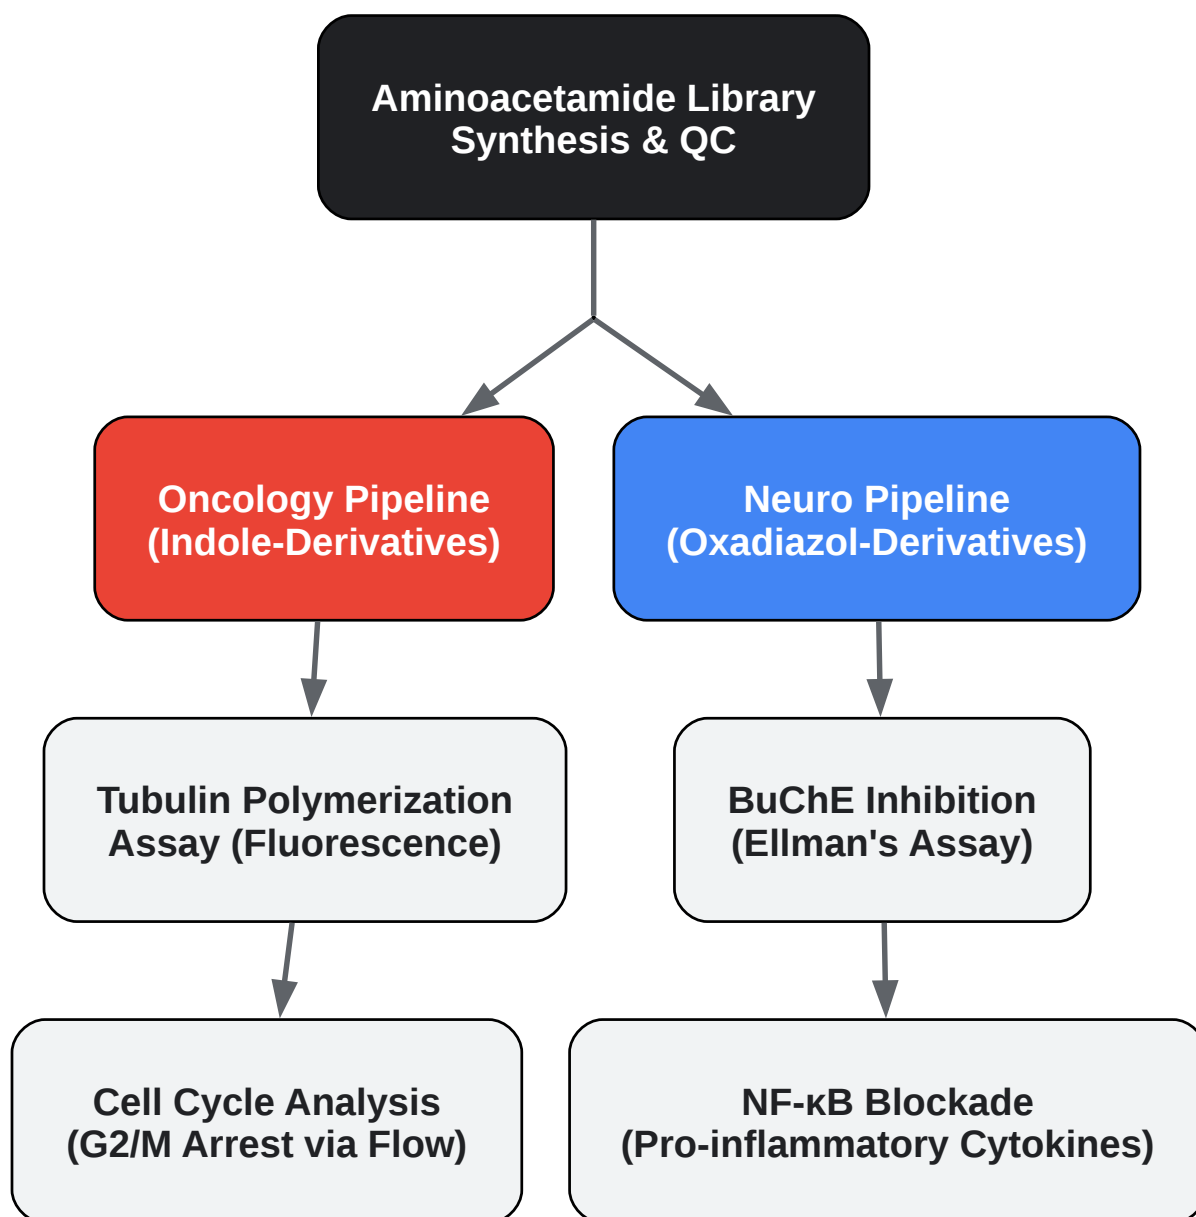 Aminoacetamide Library
Synthesis & QC
Oncology Pipeline
(Indole-Derivatives)
Neuro Pipeline
(Oxadiazol-Derivatives)
Tubulin Polymerization
Assay (Fluorescence)
BuChE Inhibition
(Ellman's Assay)
Cell Cycle Analysis
(G2/M Arrest via Flow)
NF-κB Blockade
(Pro-inflammatory Cytokines)